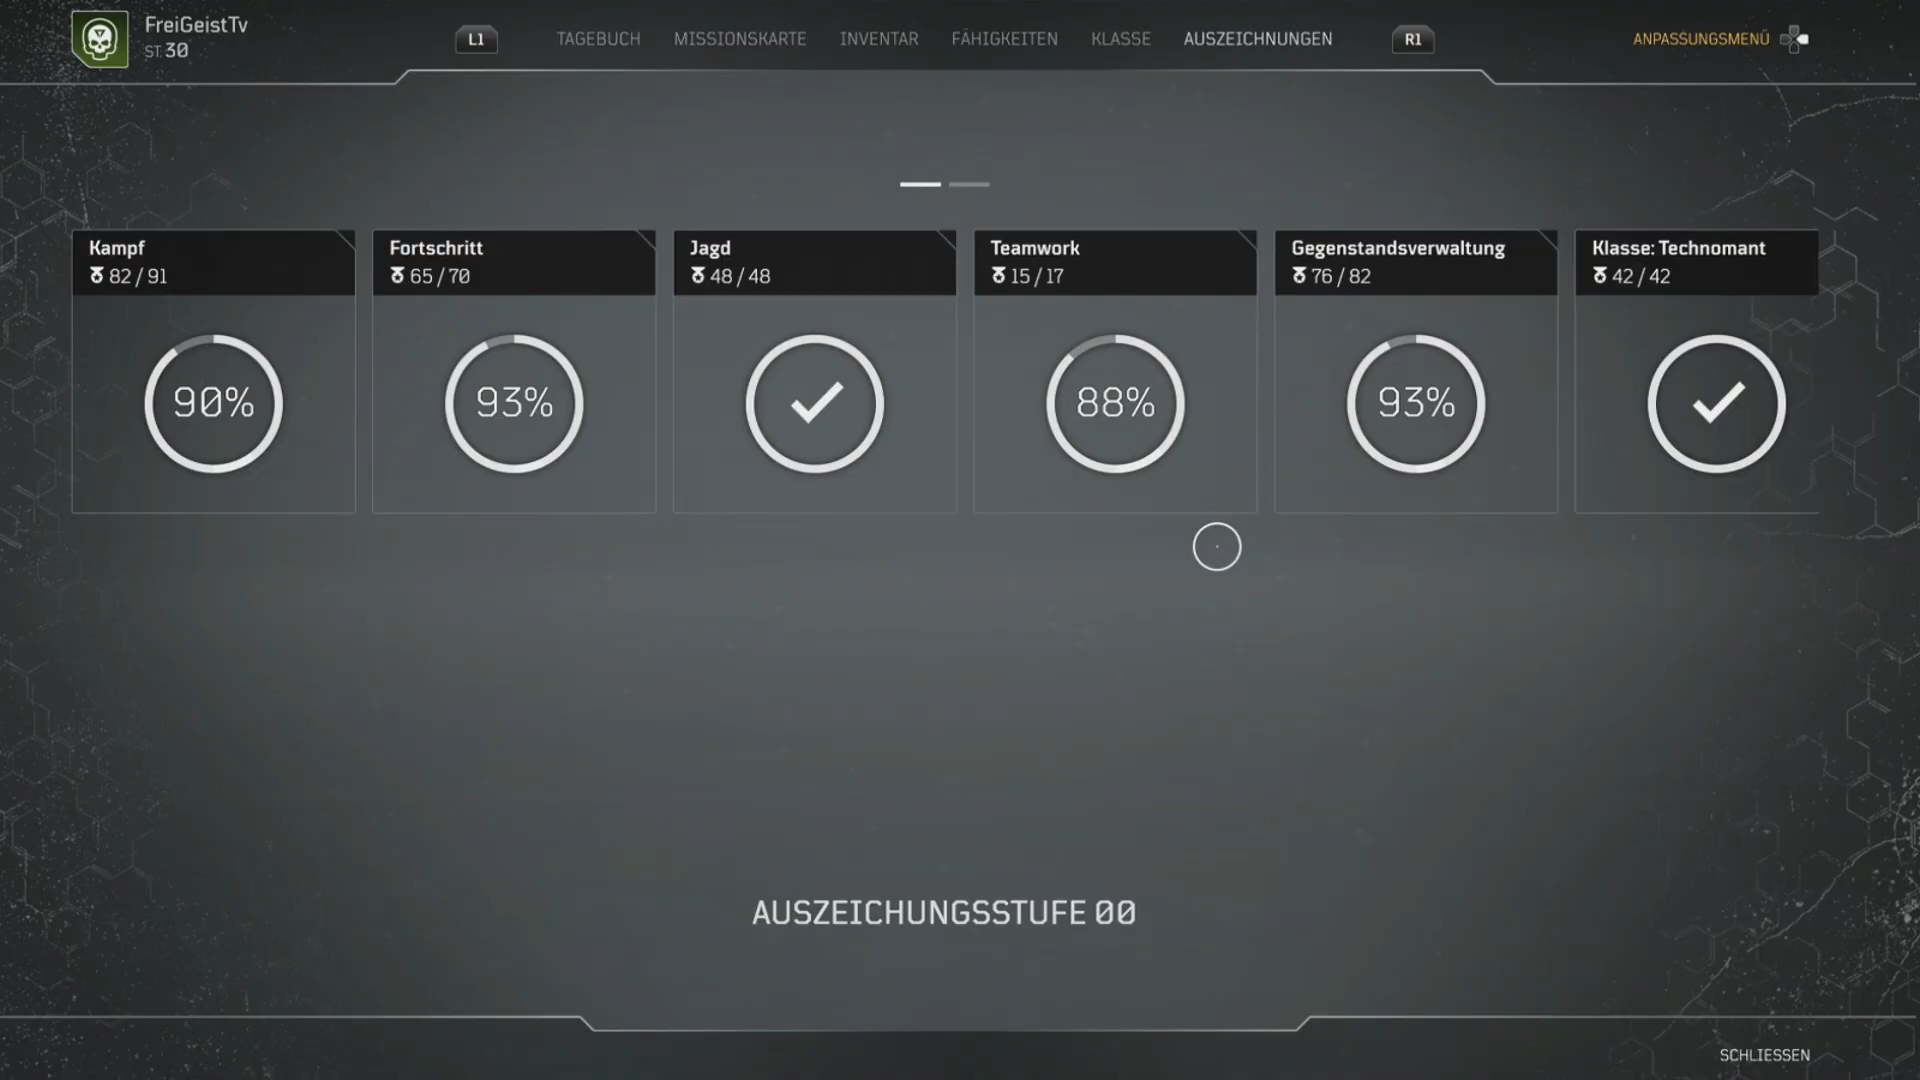 FreiGeistTv
ST. 30
L1
TAGEBUCH
MISSIONSKARTE
INVENTAR
FÄHIGKEITEN
KLASSE
AUSZEICHNUNGEN
R1
ANPASSUNGSMENÜ
Kampf
82 / 91
90%
Fortschritt
65 / 70
93%
Jagd
48 / 48
Teamwork
15 / 17
88%
Gegenstandsverwaltung
76 / 82
93%
Klasse: Technomant
42 / 42
AUSZEICHUNGSSTUFE 00
SCHLIESSEN